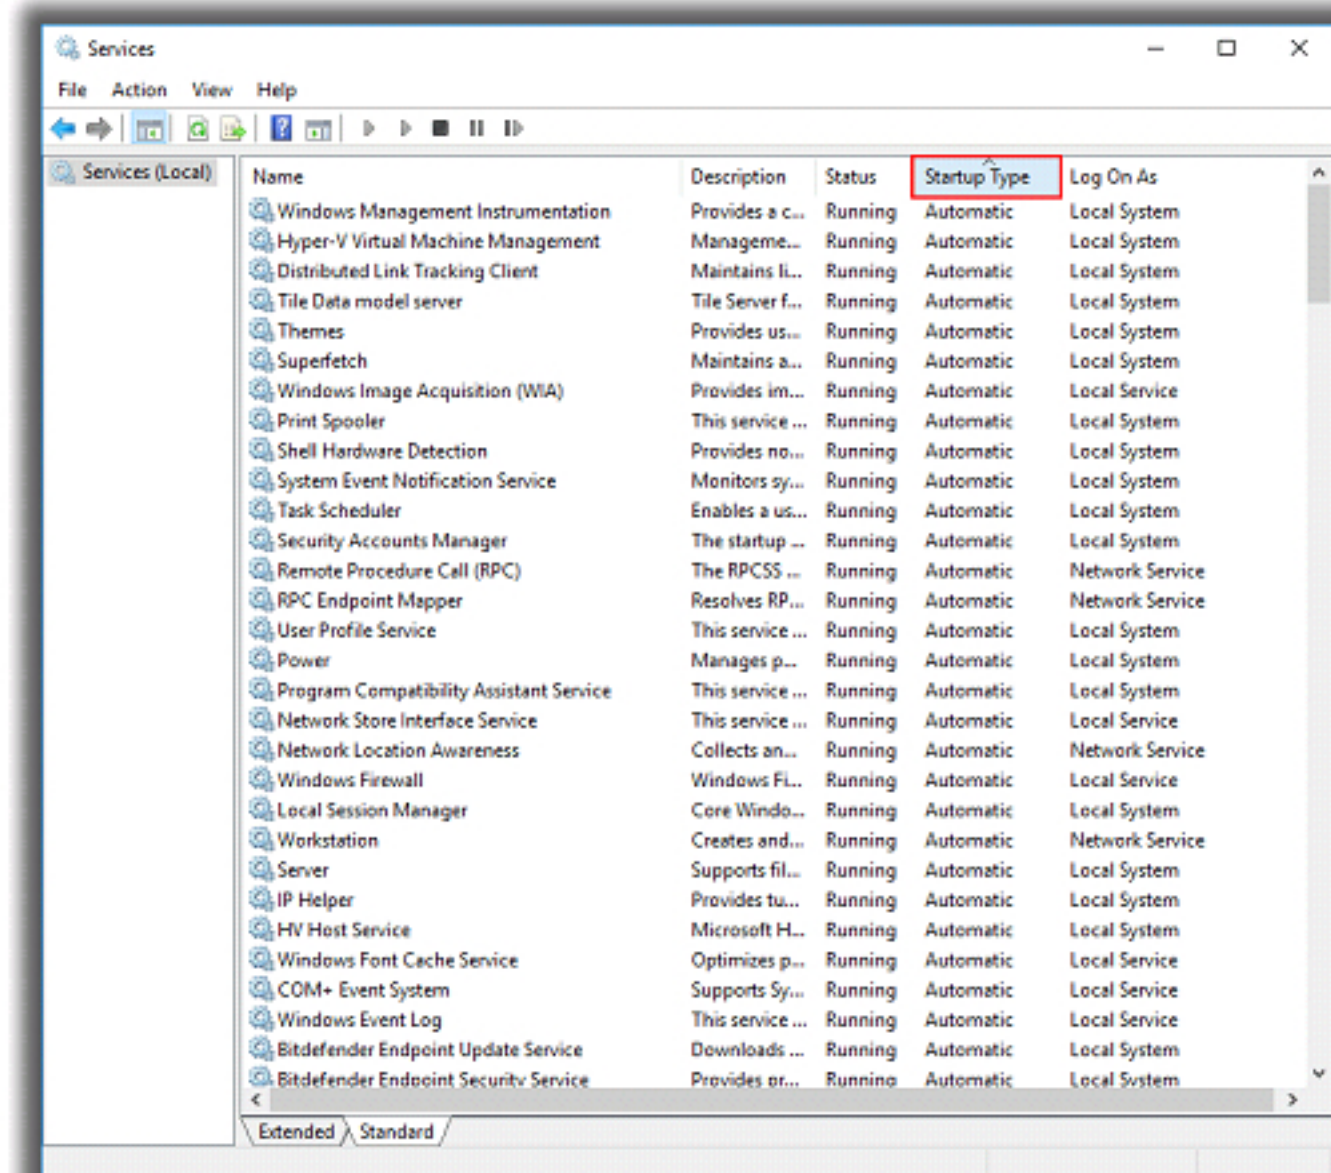 Services
File Action View Help
Services (Local)
Name Description Status Startup Type Log On As
Windows Management Instrumentation Provides a c... Running Automatic Local System
Hyper-V Virtual Machine Management Manageme... Running Automatic Local System
Distributed Link Tracking Client Maintains li... Running Automatic Local System
Tile Data model server Tile Server f... Running Automatic Local System
Themes Provides us... Running Automatic Local System
Superfetch Maintains a... Running Automatic Local System
Windows Image Acquisition (WIA) Provides im... Running Automatic Local Service
Print Spooler This service ... Running Automatic Local System
Shell Hardware Detection Provides no... Running Automatic Local System
System Event Notification Service Monitors sy... Running Automatic Local System
Task Scheduler Enables a us... Running Automatic Local System
Security Accounts Manager The startup ... Running Automatic Local System
Remote Procedure Call (RPC) The RPCSS ... Running Automatic Network Service
RPC Endpoint Mapper Resolves RP... Running Automatic Network Service
User Profile Service This service ... Running Automatic Local System
Power Manages p... Running Automatic Local System
Program Compatibility Assistant Service This service ... Running Automatic Local System
Network Store Interface Service This service ... Running Automatic Local Service
Network Location Awareness Collects an... Running Automatic Network Service
Windows Firewall Windows Fi... Running Automatic Local Service
Local Session Manager Core Windo... Running Automatic Local System
Workstation Creates and... Running Automatic Network Service
Server Supports fil... Running Automatic Local System
IP Helper Provides tu... Running Automatic Local System
HV Host Service Microsoft H... Running Automatic Local System
Windows Font Cache Service Optimizes p... Running Automatic Local Service
COM+ Event System Supports Sy... Running Automatic Local Service
Windows Event Log This service ... Running Automatic Local Service
Bitdefender Endpoint Update Service Downloads ... Running Automatic Local System
Bitdefender Endpoint Security Service Provides pr... Running Automatic Local System
Extended Standard